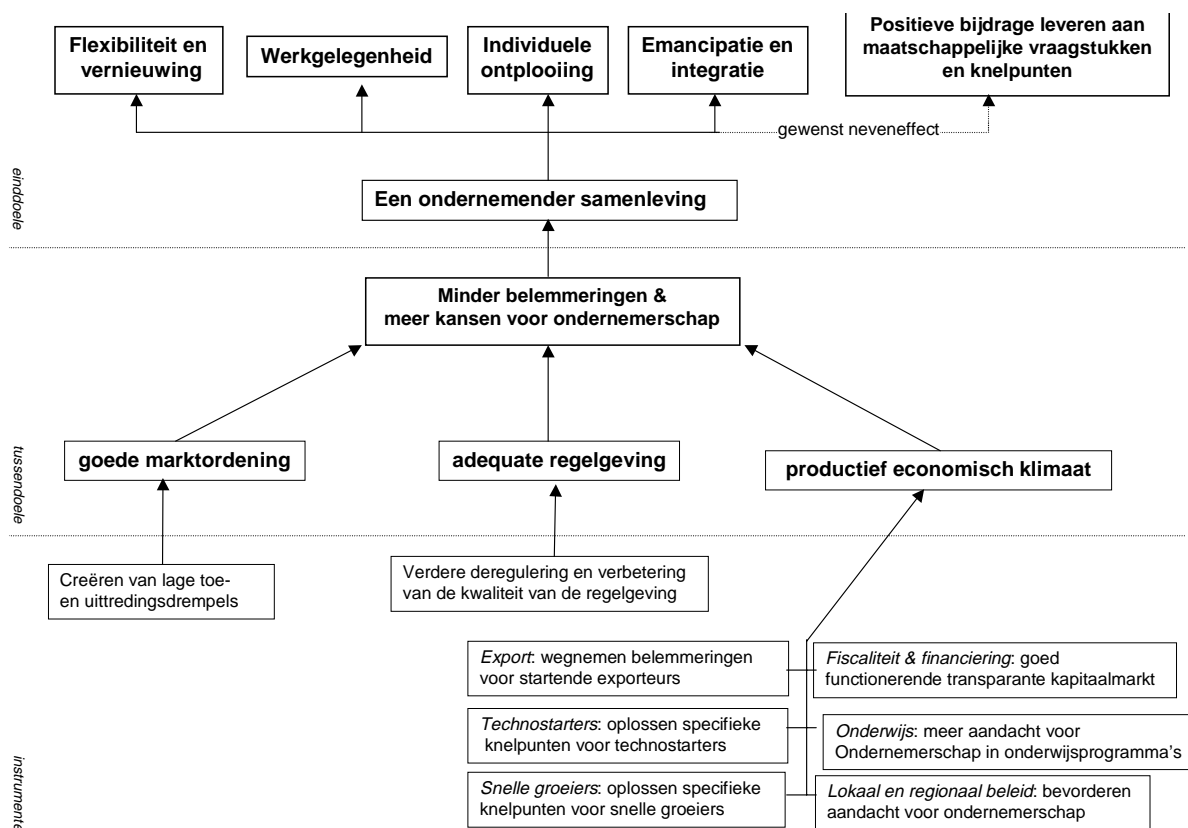 Flexibiliteit en
vernieuwing
Werkgelegenheid
Individuele
ontplooiing
Emancipatie en
integratie
Positieve bijdrage leveren aan
maatschappelijke vraagstukken
en knelpunten
gewenst neveneffect
einddoele
Een ondernemender samenleving
Minder belemmeringen &
meer kansen voor ondernemerschap
tussendoele
goede marktordening
adequate regelgeving
productief economisch klimaat
Creëren van lage toe-
en uittredingsdrempels
Verdere deregulering en verbetering
van de kwaliteit van de regelgeving
instrumente
Export: wegnemen belemmeringen
voor startende exporteurs
Fiscaliteit & financiering: goed
functionerende transparante kapitaalmarkt
Technostarters: oplossen specifieke
knelpunten voor technostarters
Onderwijs: meer aandacht voor
Ondernemerschap in onderwijsprogramma's
Snelle groeiers: oplossen specifieke
knelpunten voor snelle groeiers
Lokaal en regionaal beleid: bevorderen
aandacht voor ondernemerschap